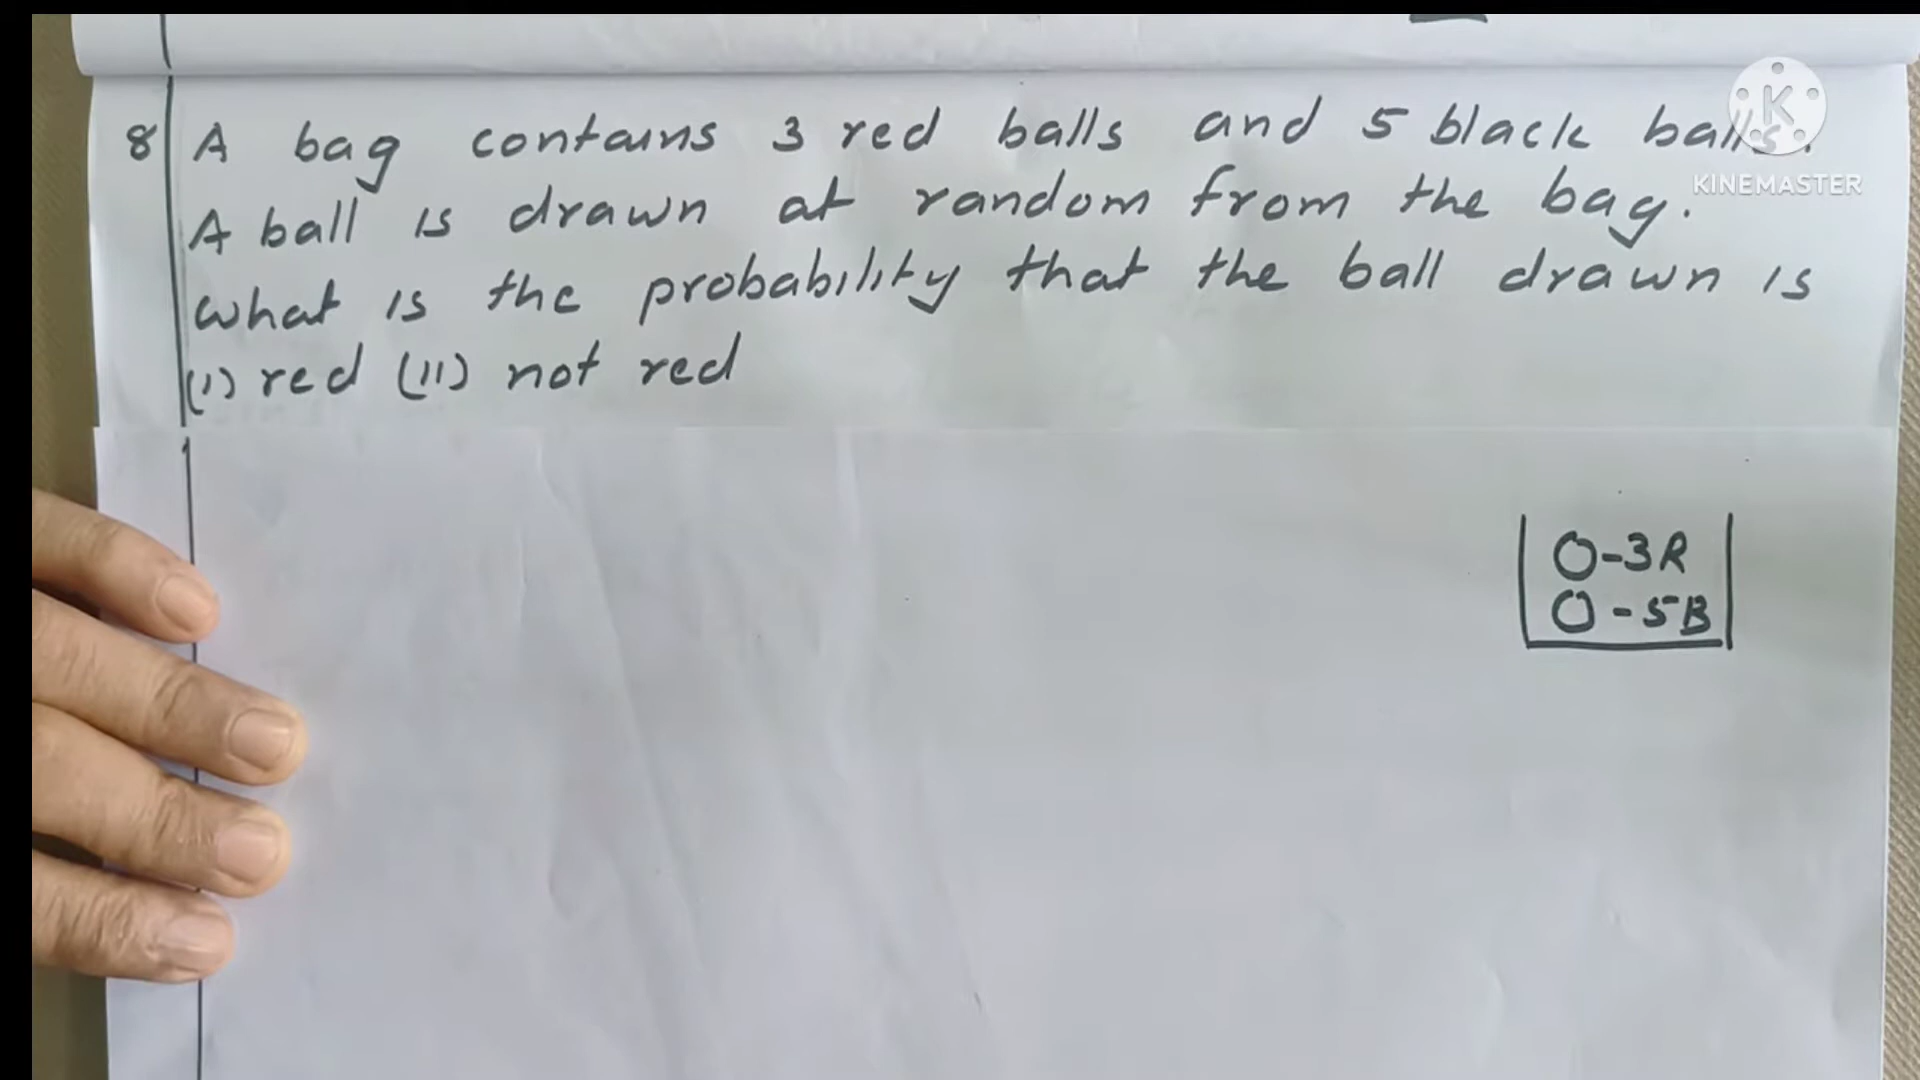 8 A bag contains 3 red balls and 5 black balls.
A ball is drawn at random from the bag.
What is the probability that the ball drawn is
(i) red (ii) not red
K
KINEMASTER
O-3R
O-5B